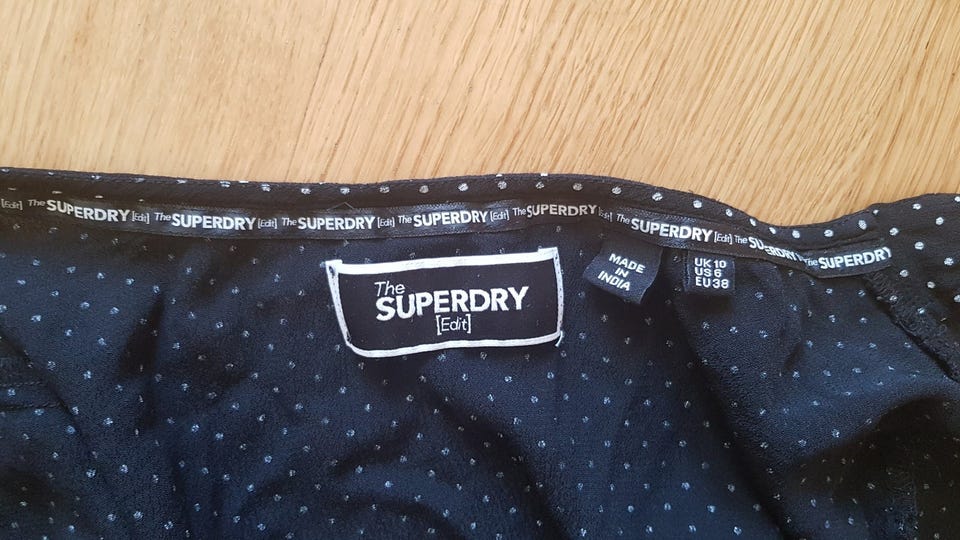 [Edit] The SUPERDRY [Edit] The SUPERDRY [Edit] The SUPERDRY [Edit] The SUPERDRY [Edit] The SUPERDRY [Edit] The SUPERDRY [Edit] The SUPERDRY The SUPERDRY
The
SUPERDRY
[Edit]
MADE
IN
INDIA
UK 10
US 6
EU 38